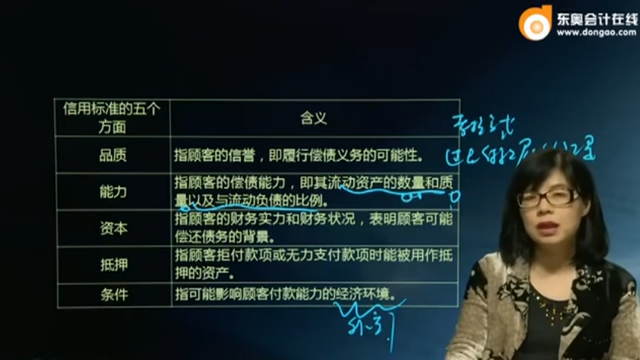 东奥会计在线
www.dongao.com
信用标准的五个方面
含义
品质
指顾客的信誉，即履行偿债义务的可能性。
能力
指顾客的偿债能力，即其流动资产的数量和质
量以及与流动负债的比例。
资本
指顾客的财务实力和财务状况，表明顾客可能
偿还债务的背景。
抵押
指顾客拒付款项或无力支付款项时能被用作抵
押的资产。
条件
指可能影响顾客付款能力的经济环境。